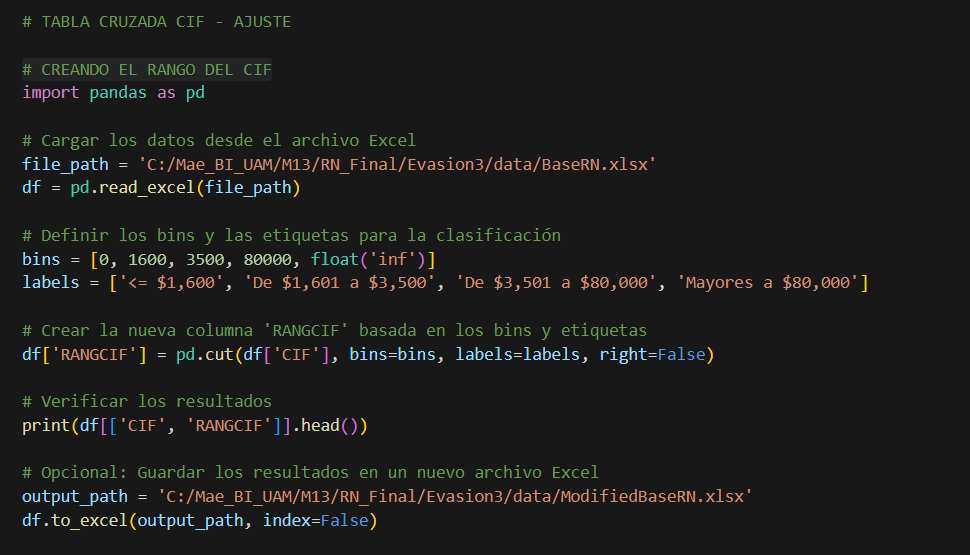 # TABLA CRUZADA CIF - AJUSTE
# CREANDO EL RANGO DEL CIF
import pandas as pd
# Cargar los datos desde el archivo Excel
file_path = 'C:/Mae_BI_UAM/M13/RN_Final/Evasion3/data/BaseRN.xlsx'
df = pd.read_excel(file_path)
# Definir los bins y las etiquetas para la clasificación
bins = [0, 1600, 3500, 80000, float('inf')]
labels = ['<= $1,600', 'De $1,601 a $3,500', 'De $3,501 a $80,000', 'Mayores a $80,000']
# Crear la nueva columna 'RANGCIF' basada en los bins y etiquetas
df['RANGCIF'] = pd.cut(df['CIF'], bins=bins, labels=labels, right=False)
# Verificar los resultados
print(df[['CIF', 'RANGCIF']].head())
# Opcional: Guardar los resultados en un nuevo archivo Excel
output_path = 'C:/Mae_BI_UAM/M13/RN_Final/Evasion3/data/ModifiedBaseRN.xlsx'
df.to_excel(output_path, index=False)